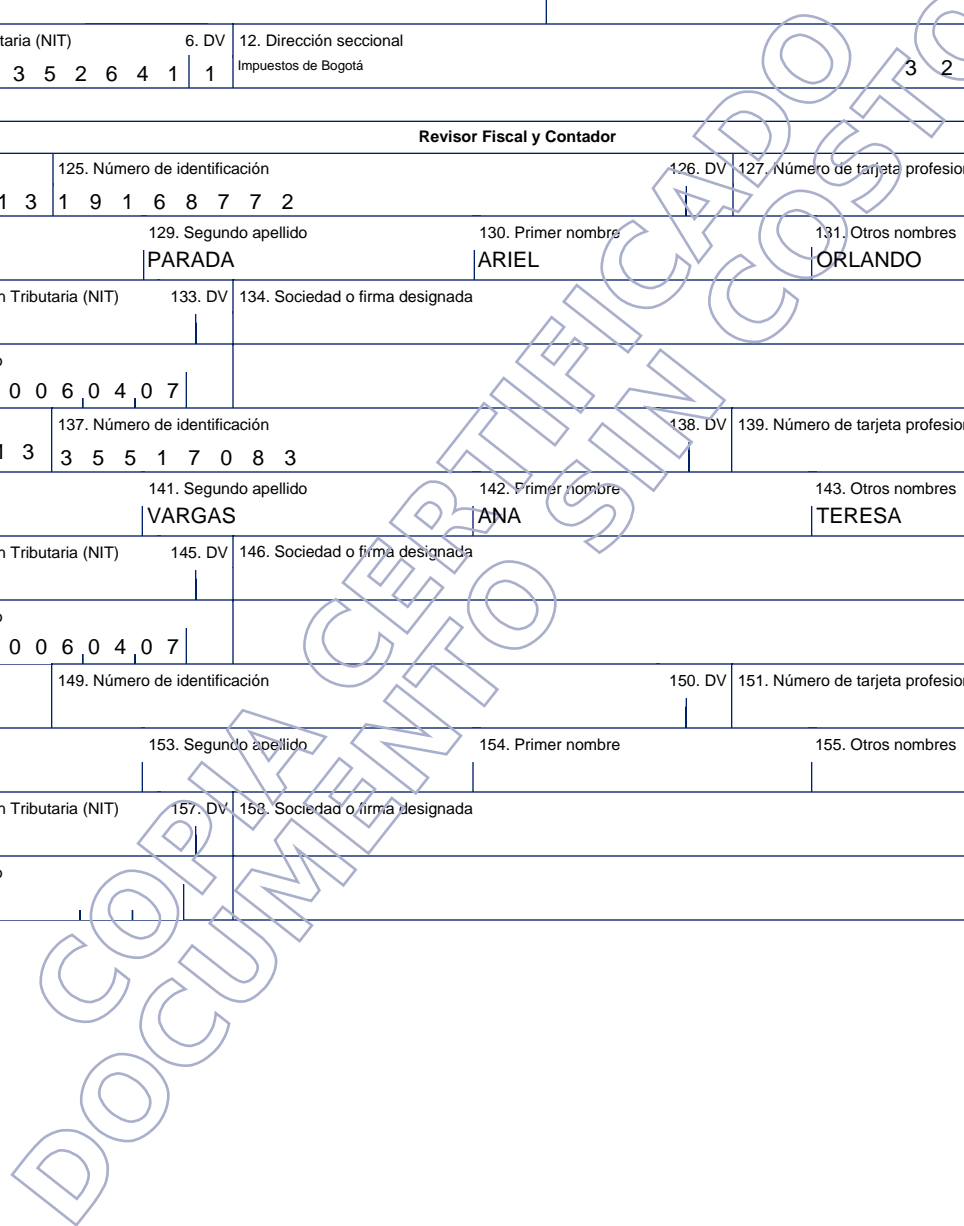 taria (NIT) 6. DV 12. Dirección seccional
3 5 2 6 4 1 1 Impuestos de Bogotá 3 2
Revisor Fiscal y Contador
125. Número de identificación 126. DV 127. Número de tarjeta profesion
1 3 1 9 1 6 8 7 7 2
129. Segundo apellido 130. Primer nombre 131. Otros nombres
PARADA ARIEL ORLANDO
n Tributaria (NIT) 133. DV 134. Sociedad o firma designada
o
0 0 6 0 4 0 7
137. Número de identificación 138. DV 139. Número de tarjeta profesion
1 3 3 5 5 1 7 0 8 3
141. Segundo apellido 142. Primer nombre 143. Otros nombres
VARGAS ANA TERESA
n Tributaria (NIT) 145. DV 146. Sociedad o firma designada
o
0 0 6 0 4 0 7
149. Número de identificación 150. DV 151. Número de tarjeta profesion
153. Segundo apellido 154. Primer nombre 155. Otros nombres
n Tributaria (NIT) 157. DV 158. Sociedad o firma designada
o
COPIA CERTIFICADO
DOCUMENTO SIN COSTO